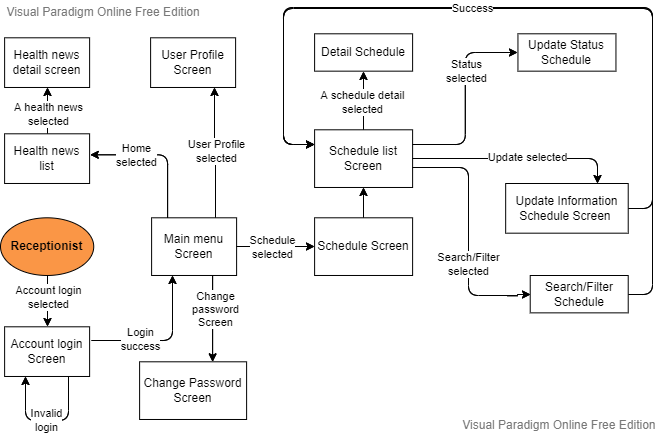 Visual Paradigm Online Free Edition
Success
Health news
detail screen
User Profile
Screen
Detail Schedule
Update Status
Schedule
Status
selected
A health news
selected
A schedule detail
selected
Health news
list
Home
selected
User Profile
selected
Schedule list
Screen
Update selected
Update Information
Schedule Screen
Receptionist
Main menu
Screen
Schedule
selected
Schedule Screen
Search/Filter
selected
Account login
selected
Change
password
Screen
Search/Filter
Schedule
Account login
Screen
Login
success
Change Password
Screen
Invalid
login
Visual Paradigm Online Free Edition